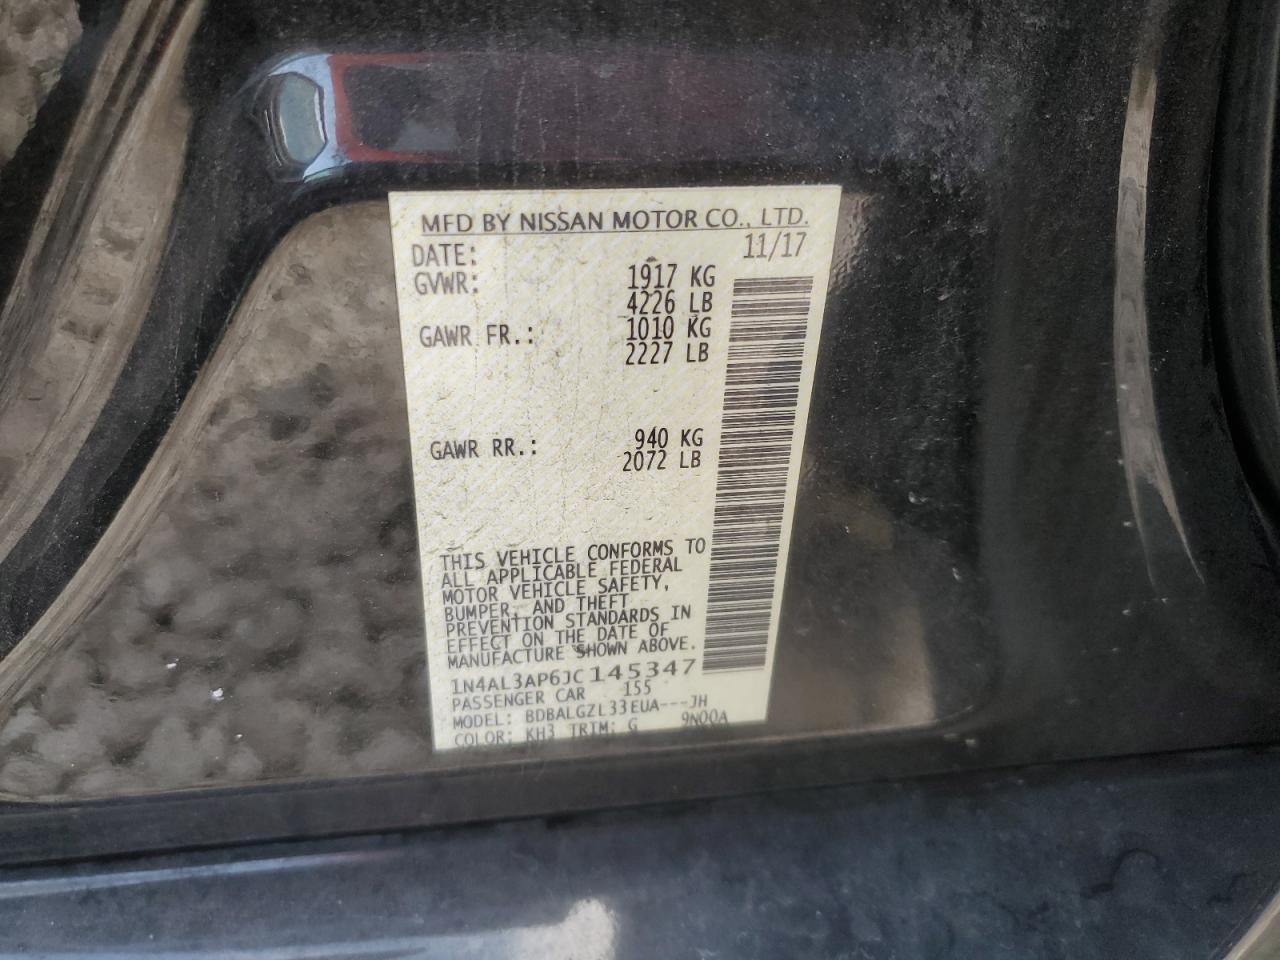 MFD BY NISSAN MOTOR CO., LTD.
DATE: 11/17
GVWR: 1917 KG
4226 LB
GAWR FR.: 1010 KG
2227 LB
GAWR RR.: 940 KG
2072 LB
THIS VEHICLE CONFORMS TO
ALL APPLICABLE FEDERAL
MOTOR VEHICLE SAFETY,
BUMPER, AND THEFT
PREVENTION STANDARDS IN
EFFECT ON THE DATE OF
MANUFACTURE SHOWN ABOVE.
1N4AL3AP6JC145347
PASSENGER CAR 155
MODEL: BDBALGZL33EUA---JH
COLOR: KH3 TRIM: G 9N00A